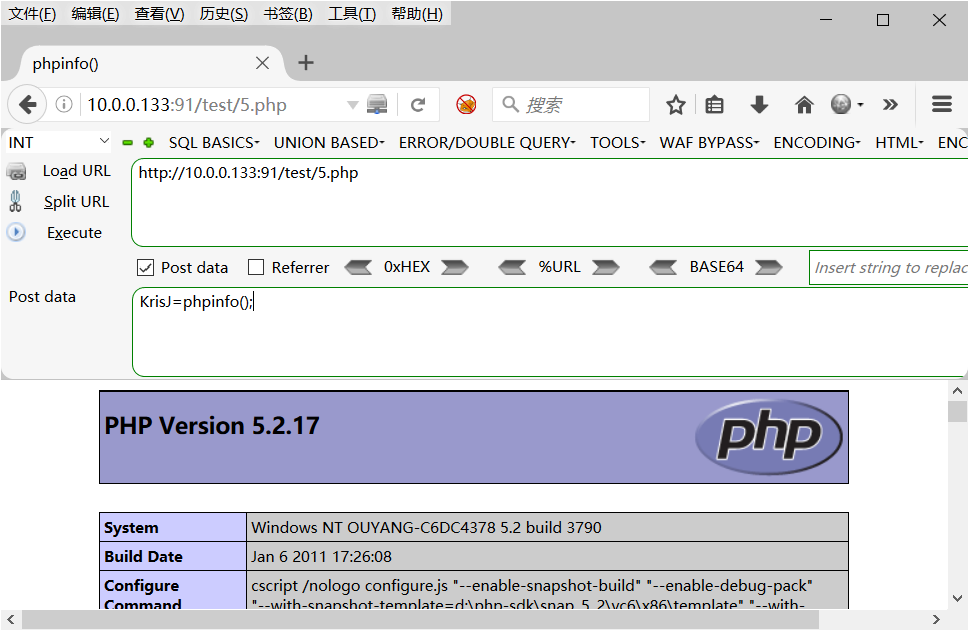 文件(F) 编辑(E) 查看(V) 历史(S) 书签(B) 工具(T) 帮助(H)
phpinfo()
10.0.0.133:91/test/5.php 搜索
INT SQL BASICS UNION BASED ERROR/DOUBLE QUERY TOOLS WAF BYPASS ENCODING HTML ENC
Load URL http://10.0.0.133:91/test/5.php
Split URL
Execute
Post data Referrer 0xHEX %URL BASE64 Insert string to replac
Post data KrisJ=phpinfo();
PHP Version 5.2.17 php
System Windows NT OUYANG-C6DC4378 5.2 build 3790
Build Date Jan 6 2011 17:26:08
Configure cscript /nologo configure.js "--enable-snapshot-build" "--enable-debug-pack"
Command "--with-snapshot-template=d:\php-sdk\snap_5_2\vc6\x86\template" "--with-